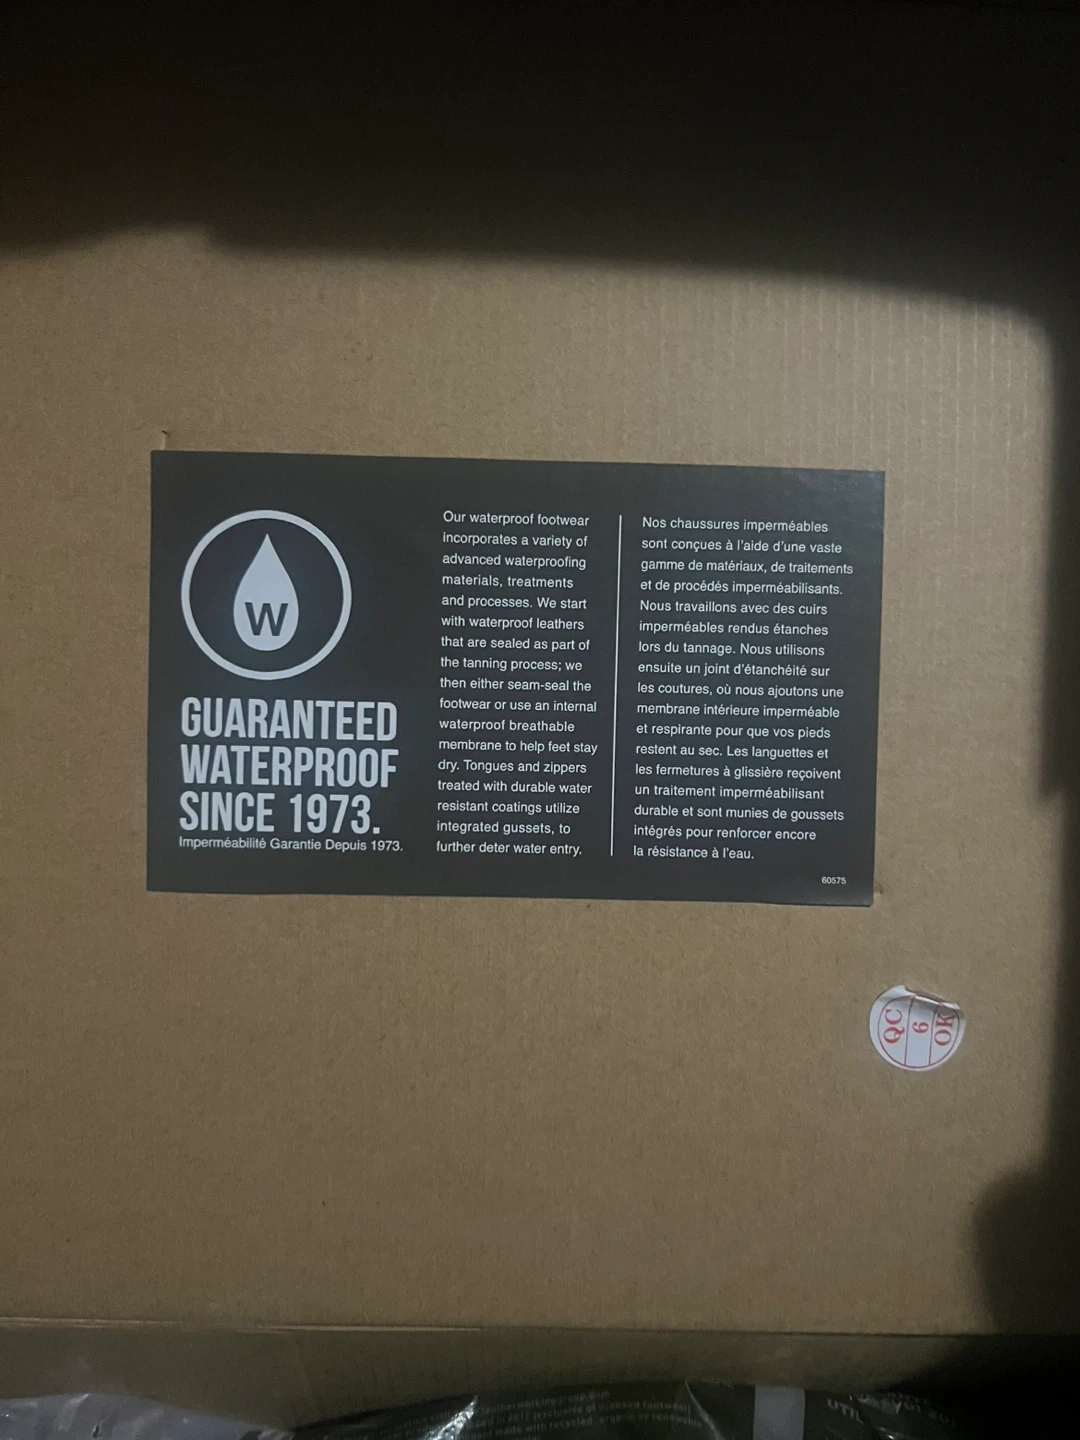 W
GUARANTEED
WATERPROOF
SINCE 1973.
Imperméabilité Garantie Depuis 1973.
Our waterproof footwear
incorporates a variety of
advanced waterproofing
materials, treatments
and processes. We start
with waterproof leathers
that are sealed as part of
the tanning process; we
then either seam-seal the
footwear or use an internal
waterproof breathable
membrane to help feet stay
dry. Tongues and zippers
treated with durable water
resistant coatings utilize
integrated gussets, to
further deter water entry.
Nos chaussures imperméables
sont conçues à l'aide d'une vaste
gamme de matériaux, de traitements
et de procédés imperméabilisants.
Nous travaillons avec des cuirs
imperméables rendus étanches
lors du tannage. Nous utilisons
ensuite un joint d'étanchéité sur
les coutures, où nous ajoutons une
membrane intérieure imperméable
et respirante pour que vos pieds
restent au sec. Les languettes et
les fermetures à glissière reçoivent
un traitement imperméabilisant
durable et sont munies de goussets
intégrés pour renforcer encore
la résistance à l'eau.
60575
QC
6
OK
made with recycled, or renewable